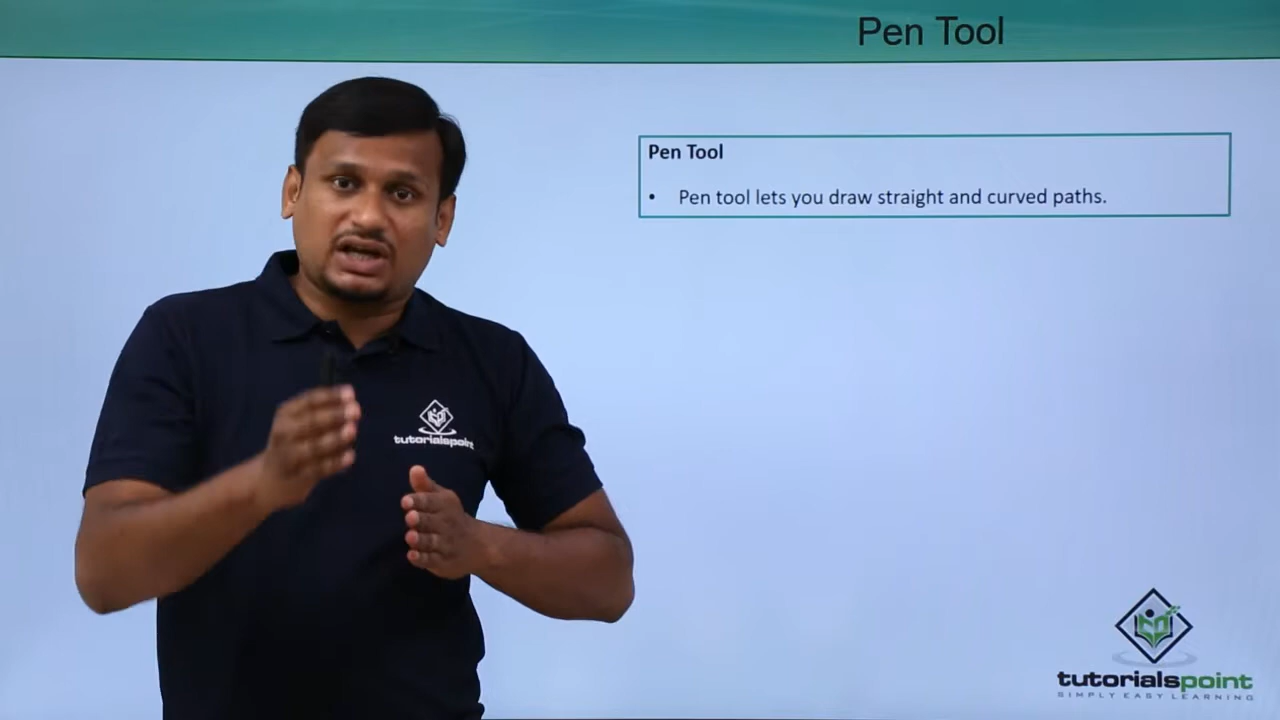 Pen Tool
Pen Tool
• Pen tool lets you draw straight and curved paths.
tutorialspoint
tutorialspoint
SIMPLY EASY LEARNING